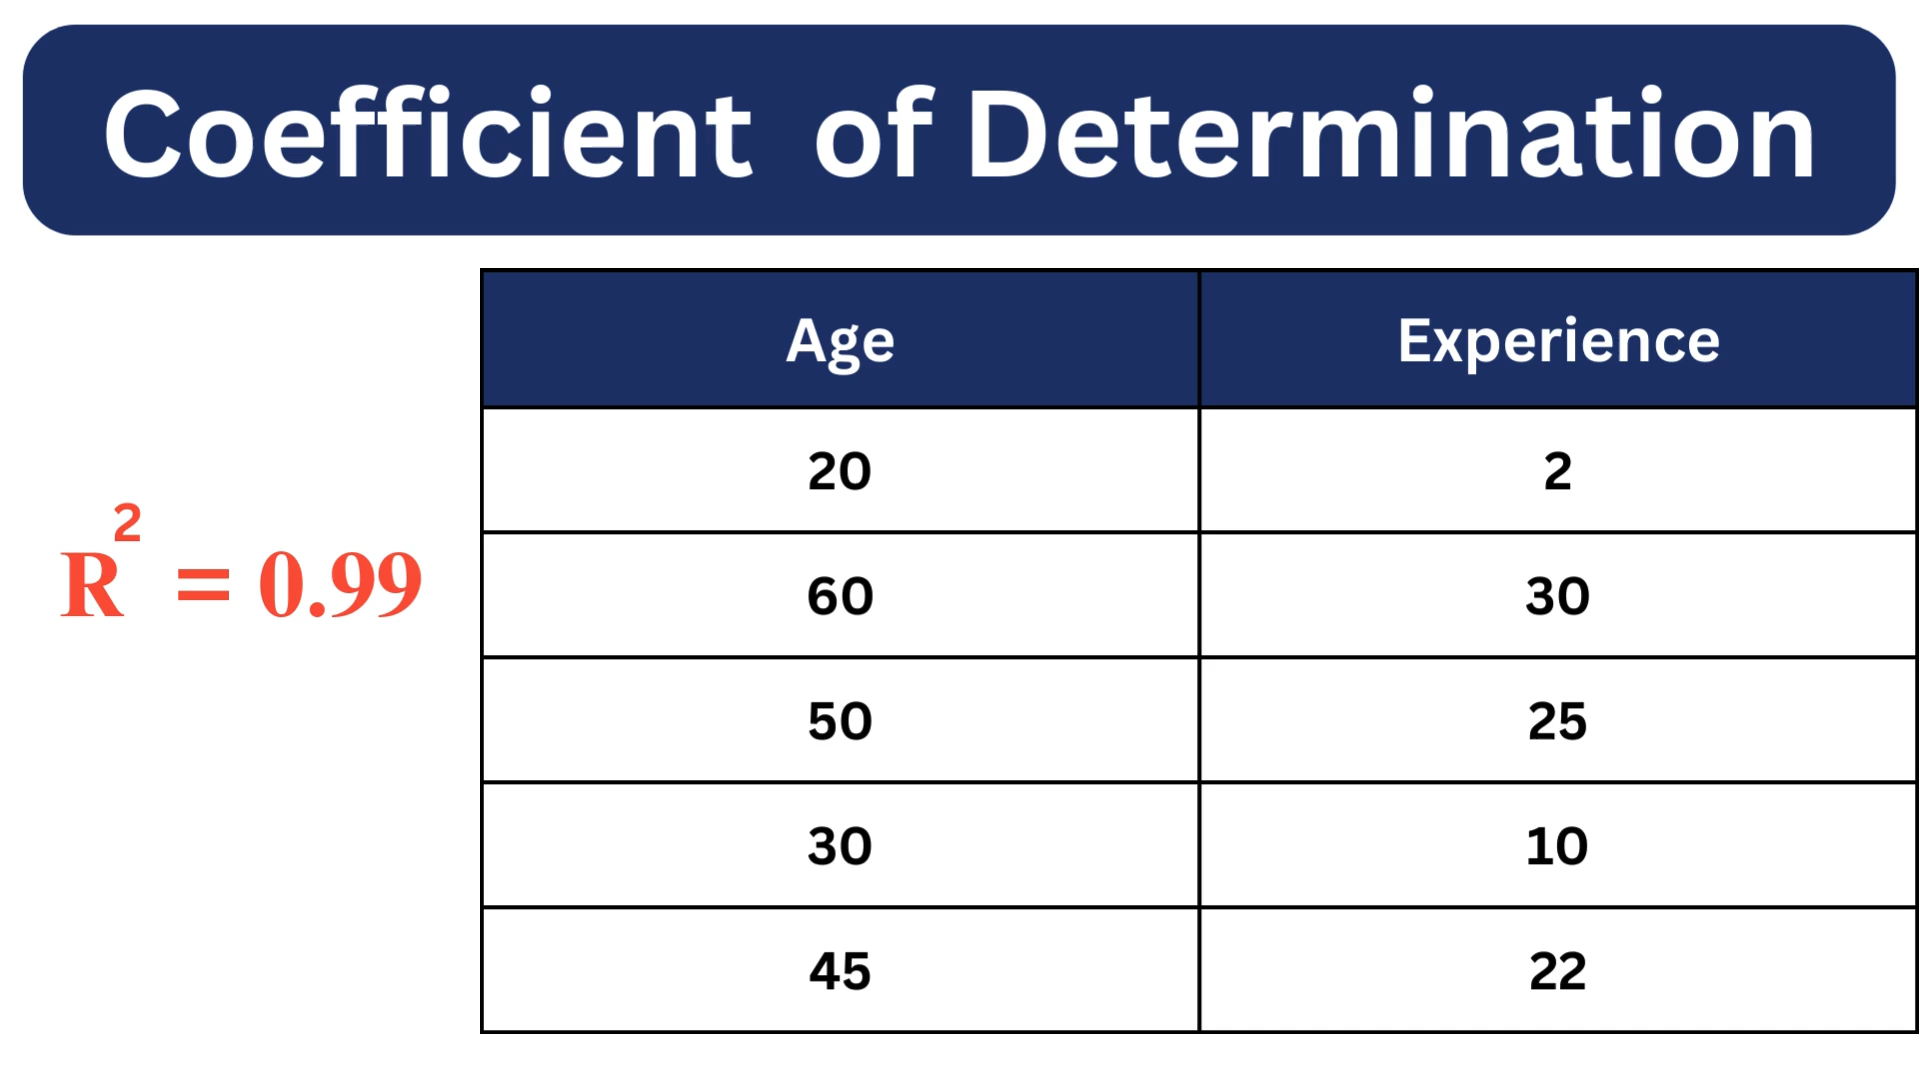 Coefficient of Determination
R² = 0.99
Age Experience
20 2
60 30
50 25
30 10
45 22